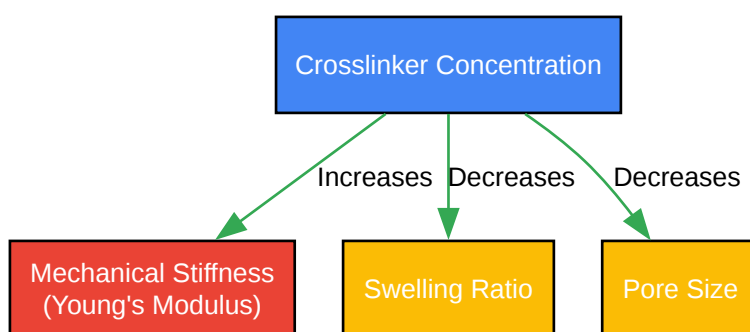 Crosslinker Concentration
Increases
Decreases
Decreases
Mechanical Stiffness
(Young's Modulus)
Swelling Ratio
Pore Size